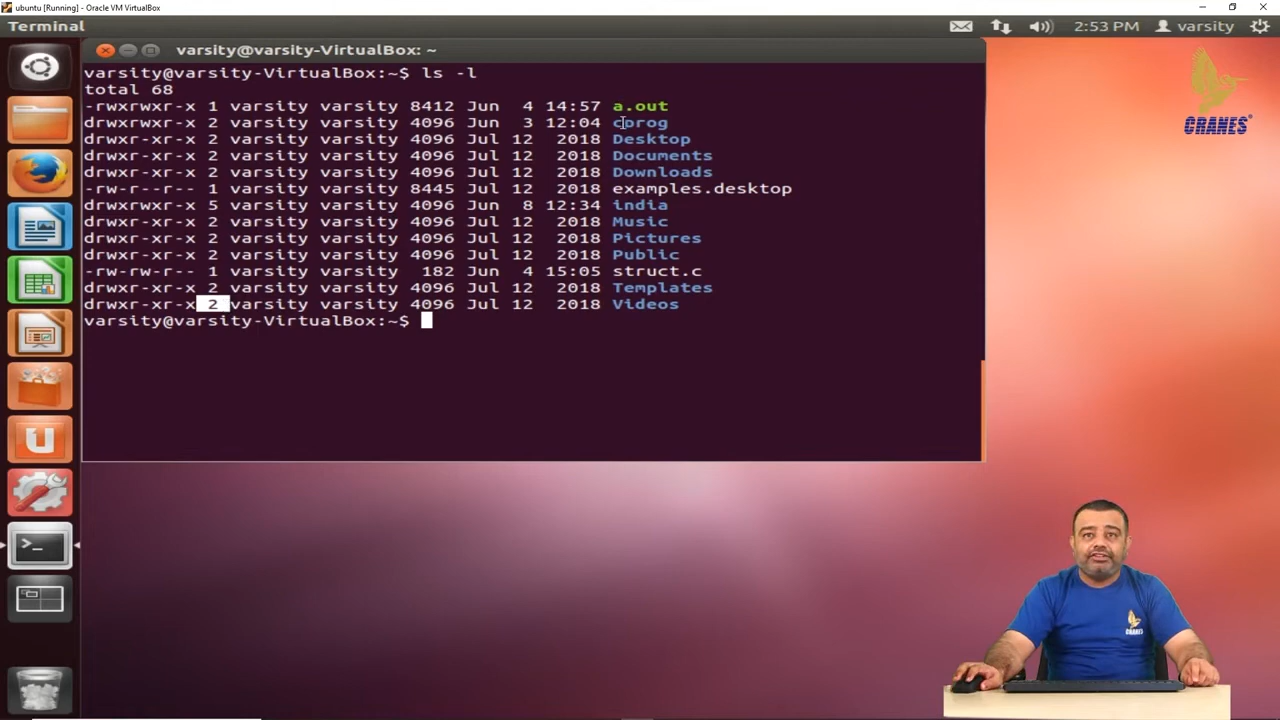 ubuntu [Running] - Oracle VM VirtualBox
Terminal
2:53 PM varsity
varsity@varsity-VirtualBox: ~
varsity@varsity-VirtualBox:~$ ls -l
total 68
-rwxrwxr-x 1 varsity varsity 8412 Jun 4 14:57 a.out
drwxrwxr-x 2 varsity varsity 4096 Jun 3 12:04 cprog
drwxr-xr-x 2 varsity varsity 4096 Jul 12 2018 Desktop
drwxr-xr-x 2 varsity varsity 4096 Jul 12 2018 Documents
drwxr-xr-x 2 varsity varsity 4096 Jul 12 2018 Downloads
-rw-r--r-- 1 varsity varsity 8445 Jul 12 2018 examples.desktop
drwxrwxr-x 5 varsity varsity 4096 Jun 8 12:34 india
drwxr-xr-x 2 varsity varsity 4096 Jul 12 2018 Music
drwxr-xr-x 2 varsity varsity 4096 Jul 12 2018 Pictures
drwxr-xr-x 2 varsity varsity 4096 Jul 12 2018 Public
-rw-rw-r-- 1 varsity varsity 182 Jun 4 15:05 struct.c
drwxr-xr-x 2 varsity varsity 4096 Jul 12 2018 Templates
drwxr-xr-x 2 varsity varsity 4096 Jul 12 2018 Videos
varsity@varsity-VirtualBox:~$
CRANES®
CRANES